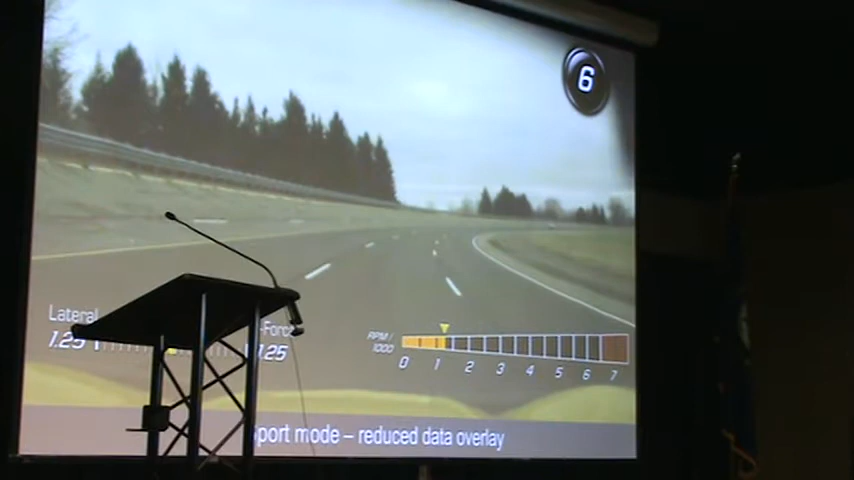 6
Lateral -Force
1.25 1.25
RPM/
1000
0 1 2 3 4 5 6 7
port mode – reduced data overlay